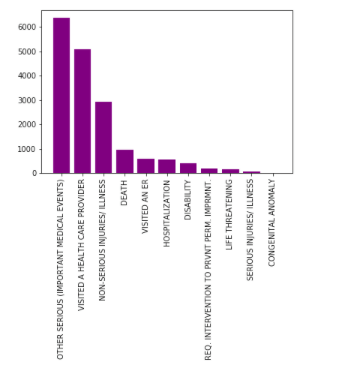 6000
5000
4000
3000
2000
1000
0
OTHER SERIOUS (IMPORTANT MEDICAL EVENTS)
VISITED A HEALTH CARE PROVIDER
NON-SERIOUS INJURIES/ ILLNESS
DEATH
VISITED AN ER
HOSPITALIZATION
DISABILITY
REQ. INTERVENTION TO PRVNT PERM. IMPRMNT.
LIFE THREATENING
SERIOUS INJURIES/ ILLNESS
CONGENITAL ANOMALY